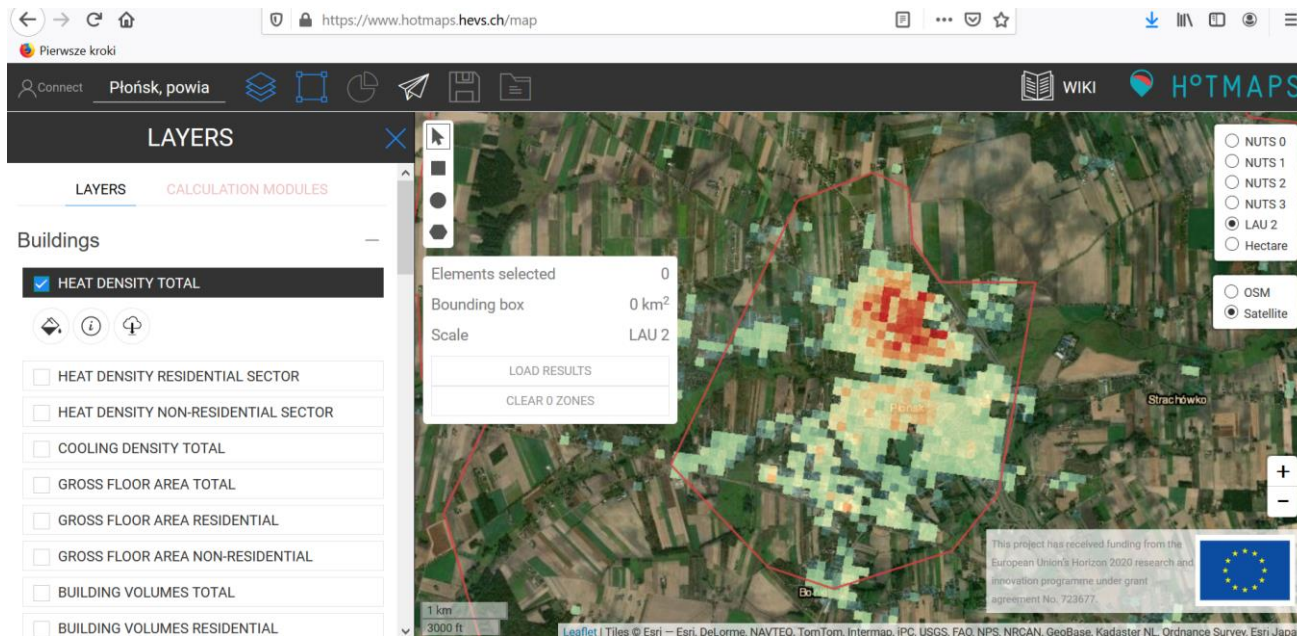 https://www.hotmaps.hevs.ch/map
Pierwsze kroki
Connect
Płońsk, powia
WIKI
HOTMAPS
LAYERS
LAYERS CALCULATION MODULES
Buildings
HEAT DENSITY TOTAL
HEAT DENSITY RESIDENTIAL SECTOR
HEAT DENSITY NON-RESIDENTIAL SECTOR
COOLING DENSITY TOTAL
GROSS FLOOR AREA TOTAL
GROSS FLOOR AREA RESIDENTIAL
GROSS FLOOR AREA NON-RESIDENTIAL
BUILDING VOLUMES TOTAL
BUILDING VOLUMES RESIDENTIAL
Elements selected 0
Bounding box 0 km²
Scale LAU 2
LOAD RESULTS
CLEAR 0 ZONES
NUTS 0
NUTS 1
NUTS 2
NUTS 3
LAU 2
Hectare
OSM
Satellite
Płońsk
Strachówko
+
−
This project has received funding from the
European Union's Horizon 2020 research and
innovation programme under grant
agreement No. 723677.
1 km
3000 ft
Leaflet | Tiles © Esri — Esri, DeLorme, NAVTEQ, TomTom, Intermap, iPC, USGS, FAO, NPS, NRCAN, GeoBase, Kadaster NL, Ordnance Survey, Esri Japa